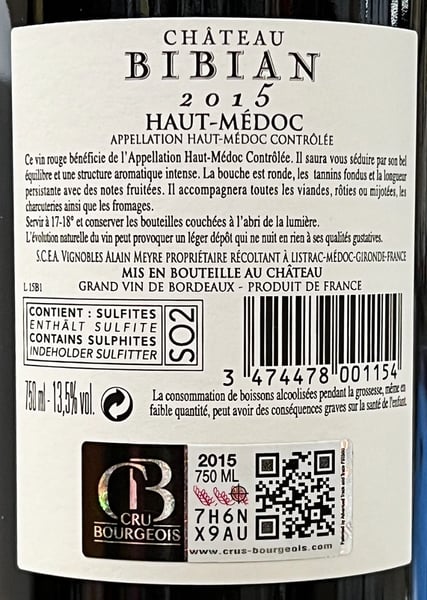 CHÂTEAU
BIBIAN
2015
HAUT-MÉDOC
APPELLATION HAUT-MÉDOC CONTRÔLÉE
Ce vin rouge bénéficie de l'Appellation Haut-Médoc Contrôlée. Il saura vous séduire par son bel
équilibre et une structure aromatique intense. La bouche est ronde, les tannins fondus et la longueur
persistante avec des notes fruitées. Il accompagnera toutes les viandes, rôties ou mijotées, les
charcuteries ainsi que les fromages.
Servir à 17-18° et conserver les bouteilles couchées à l'abri de la lumière.
L'évolution naturelle du vin peut provoquer un léger dépôt qui ne nuit en rien à ses qualités gustatives.
S.C.E.A. VIGNOBLES ALAIN MEYRE PROPRIÉTAIRE RÉCOLTANT À LISTRAC-MÉDOC-GIRONDE-FRANCE
MIS EN BOUTEILLE AU CHÂTEAU
L 15B1
GRAND VIN DE BORDEAUX - PRODUIT DE FRANCE
CONTIENT : SULFITES
ENTHÄLT SULFITE
CONTAINS SULPHITES
INDEHOLDER SULFITTER
SO2
3 474478 001154
750 ml - 13,5% vol.
La consommation de boissons alcoolisées pendant la grossesse, même en
faible quantité, peut avoir des conséquences graves sur la santé de l'enfant.
CB
CRU
BOURGEOIS
2015
750 ML
7H6N
X9AU
www.crus-bourgeois.com